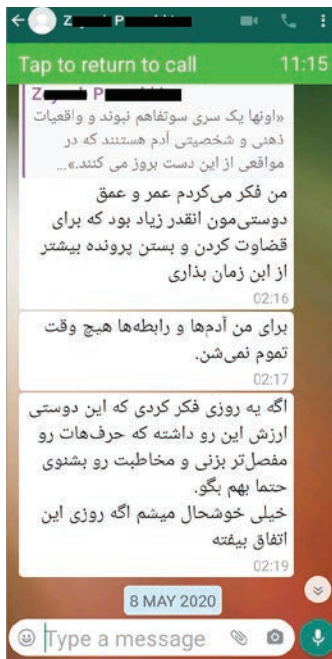 Z P
Tap to return to call 11:15
Z P
«اونها یک سری سوتفاهم نبوند و واقعیات
ذهنی و شخصیتی آدم هستنند که در
مواقعی از این دست بروز می کنند.»...
من فکر می‌کردم عمر و عمق
دوستی‌مون انقدر زیاد بود که برای
قضاوت کردن و بستن پرونده بیشتر
از ابن زمان بذاری
02:16
برای من آدم‌ها و رابطه‌ها هیچ وقت
تموم نمی‌شن.
02:17
اگه یه روزی فکر کردی که این دوستی
ارزش این رو داشته که حرف‌هات رو
مفصل‌تر بزنی و مخاطبت رو بشنوی
حتما بهم بگو.
خیلی خوشحال میشم اگه روزی این
اتفاق بیفته
02:19
8 MAY 2020
Type a message